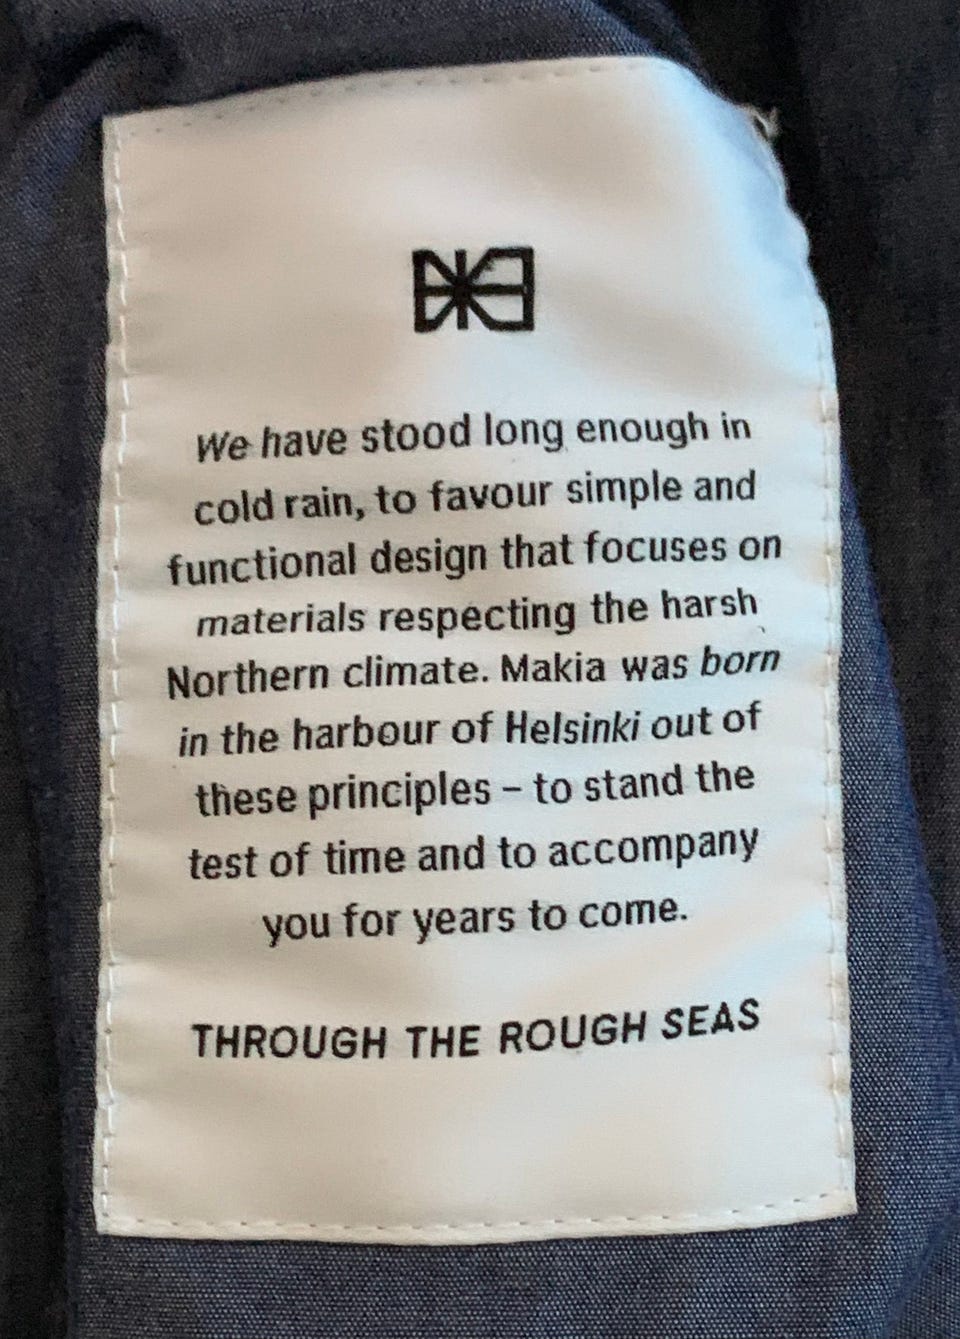 We have stood long enough in
cold rain, to favour simple and
functional design that focuses on
materials respecting the harsh
Northern climate. Makia was born
in the harbour of Helsinki out of
these principles – to stand the
test of time and to accompany
you for years to come.
THROUGH THE ROUGH SEAS